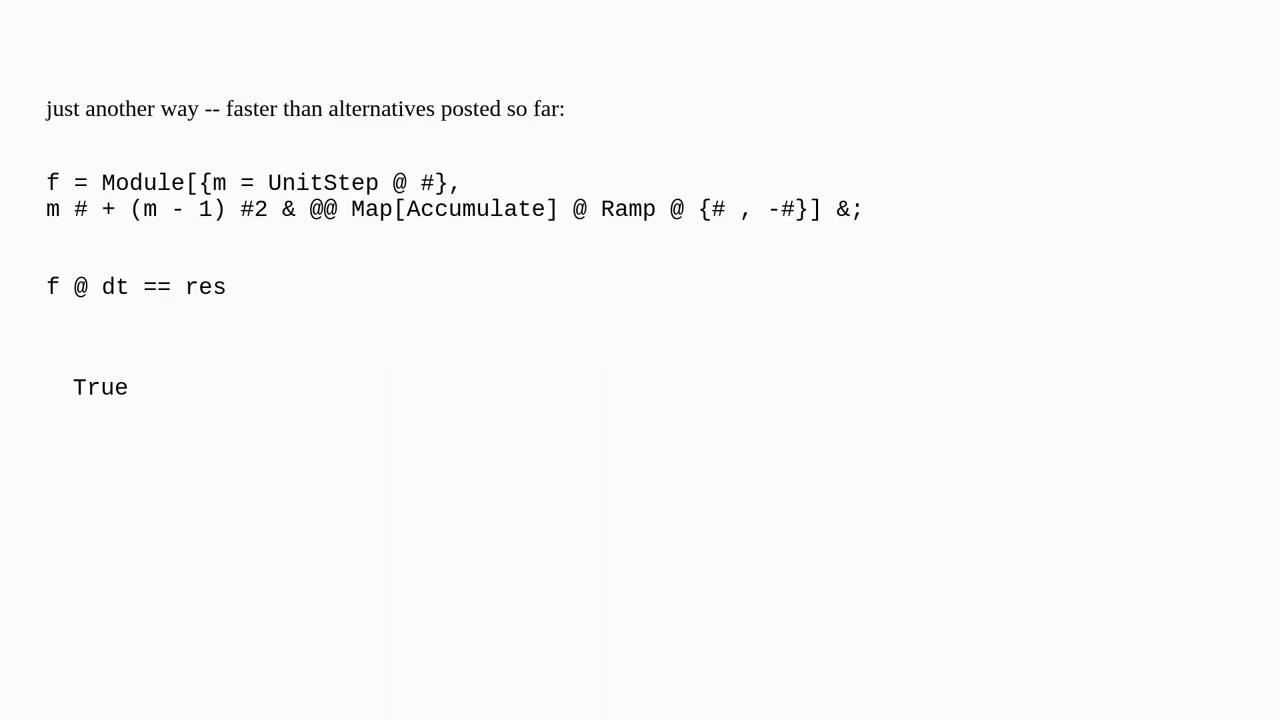 just another way -- faster than alternatives posted so far:
f = Module[{m = UnitStep @ #},
m # + (m - 1) #2 & @@ Map[Accumulate] @ Ramp @ {# , -#}] &;
f @ dt == res
True